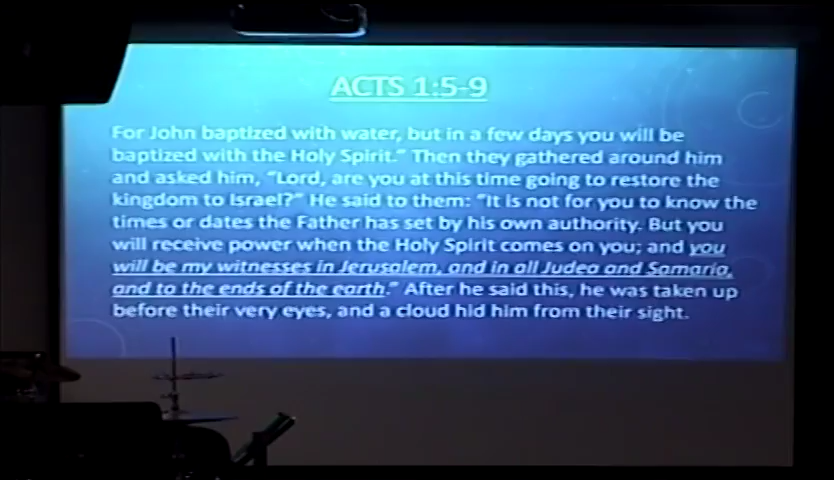 ACTS 1:5-9
For John baptized with water, but in a few days you will be
baptized with the Holy Spirit.” Then they gathered around him
and asked him, “Lord, are you at this time going to restore the
kingdom to Israel?” He said to them: “It is not for you to know the
times or dates the Father has set by his own authority. But you
will receive power when the Holy Spirit comes on you; and you
will be my witnesses in Jerusalem, and in all Judea and Samaria,
and to the ends of the earth.” After he said this, he was taken up
before their very eyes, and a cloud hid him from their sight.